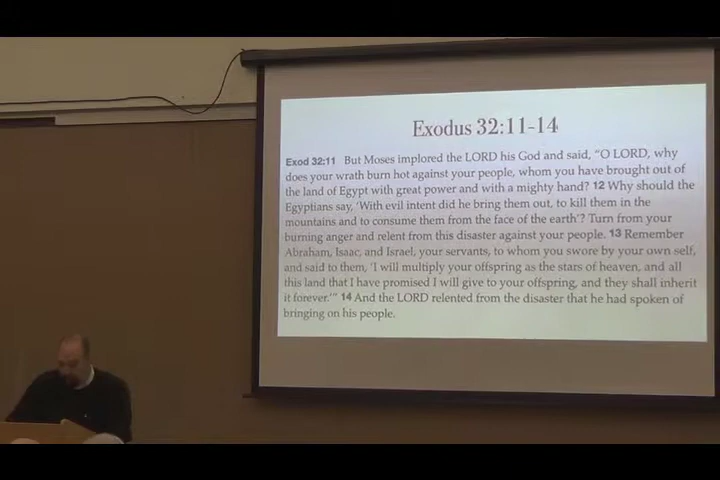 Exodus 32:11-14
Exod 32:11 But Moses implored the LORD his God and said, “O LORD, why
does your wrath burn hot against your people, whom you have brought out of
the land of Egypt with great power and with a mighty hand? 12 Why should the
Egyptians say, ‘With evil intent did he bring them out, to kill them in the
mountains and to consume them from the face of the earth’? Turn from your
burning anger and relent from this disaster against your people. 13 Remember
Abraham, Isaac, and Israel, your servants, to whom you swore by your own self,
and said to them, ‘I will multiply your offspring as the stars of heaven, and all
this land that I have promised I will give to your offspring, and they shall inherit
it forever.’” 14 And the LORD relented from the disaster that he had spoken of
bringing on his people.